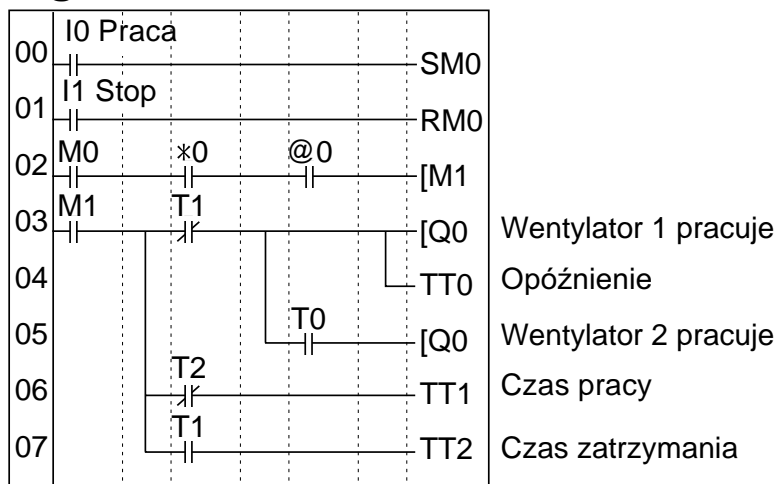 I0 Praca
00 SM0
I1 Stop
01 RM0
M0 *0 @0
02 [M1
M1 T1
03 [Q0 Wentylator 1 pracuje
04 TT0 Opóźnienie
T0
05 [Q0 Wentylator 2 pracuje
T2
06 TT1 Czas pracy
T1
07 TT2 Czas zatrzymania